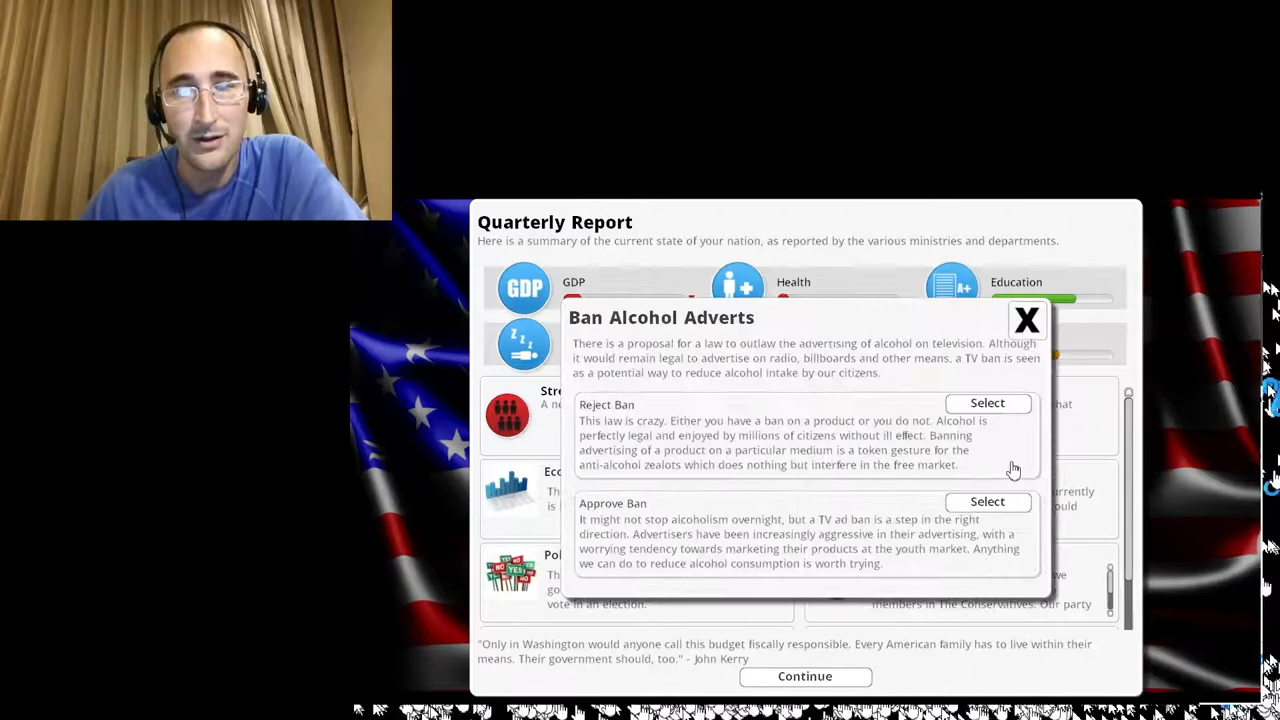 Quarterly Report
Here is a summary of the current state of your nation, as reported by the various ministries and departments.
GDP
GDP
Health
A+
Education
Z Z Z
Ban Alcohol Adverts
X
There is a proposal for a law to outlaw the advertising of alcohol on television. Although
it would remain legal to advertise on radio, billboards and other means, a TV ban is seen
as a potential way to reduce alcohol intake by our citizens.
Reject Ban
Select
This law is crazy. Either you have a ban on a product or you do not. Alcohol is
perfectly legal and enjoyed by millions of citizens without ill effect. Banning
advertising of a product on a particular medium is a token gesture for the
anti-alcohol zealots which does nothing but interfere in the free market.
Approve Ban
Select
It might not stop alcoholism overnight, but a TV ad ban is a step in the right
direction. Advertisers have been increasingly aggressive in their advertising, with a
worrying tendency towards marketing their products at the youth market. Anything
we can do to reduce alcohol consumption is worth trying.
NO YES NO
vote in an election.
members in The Conservatives. Our party
"Only in Washington would anyone call this budget fiscally responsible. Every American family has to live within their
means. Their government should, too." - John Kerry
Continue